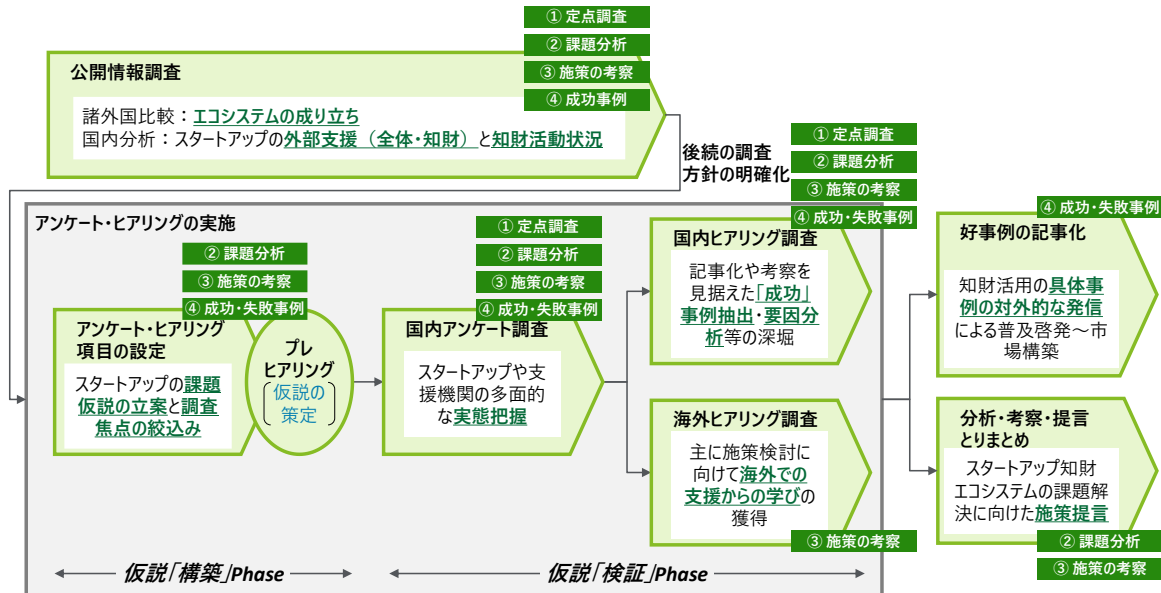 ① 定点調査
② 課題分析
③ 施策の考察
④ 成功事例
公開情報調査
諸外国比較：エコシステムの成り立ち
国内分析：スタートアップの外部支援（全体・知財）と知財活動状況
後続の調査
方針の明確化
① 定点調査
② 課題分析
③ 施策の考察
④ 成功・失敗事例
アンケート・ヒアリングの実施
② 課題分析
③ 施策の考察
④ 成功・失敗事例
アンケート・ヒアリング
項目の設定
スタートアップの課題
仮説の立案と調査
焦点の絞込み
プレ
ヒアリング
仮説の
策定
① 定点調査
② 課題分析
③ 施策の考察
④ 成功・失敗事例
国内アンケート調査
スタートアップや支
援機関の多面的
な実態把握
国内ヒアリング調査
記事化や考察を
見据えた「成功」
事例抽出・要因分
析等の深堀
海外ヒアリング調査
主に施策検討に
向けて海外での
支援からの学びの
獲得
③ 施策の考察
④ 成功・失敗事例
好事例の記事化
知財活用の具体事
例の対外的な発信
による普及啓発～市
場構築
分析・考察・提言
とりまとめ
スタートアップ知財
エコシステムの課題解
決に向けた施策提言
② 課題分析
③ 施策の考察
仮説「構築」Phase
仮説「検証」Phase